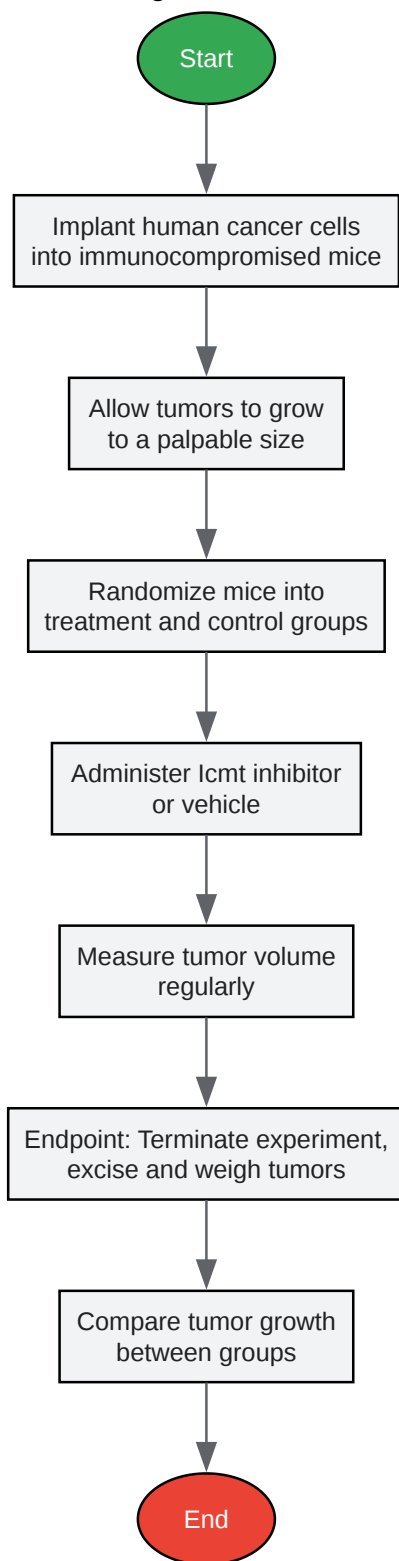 Start
Implant human cancer cells
into immunocompromised mice
Allow tumors to grow
to a palpable size
Randomize mice into
treatment and control groups
Administer Icmt inhibitor
or vehicle
Measure tumor volume
regularly
Endpoint: Terminate experiment,
excise and weigh tumors
Compare tumor growth
between groups
End